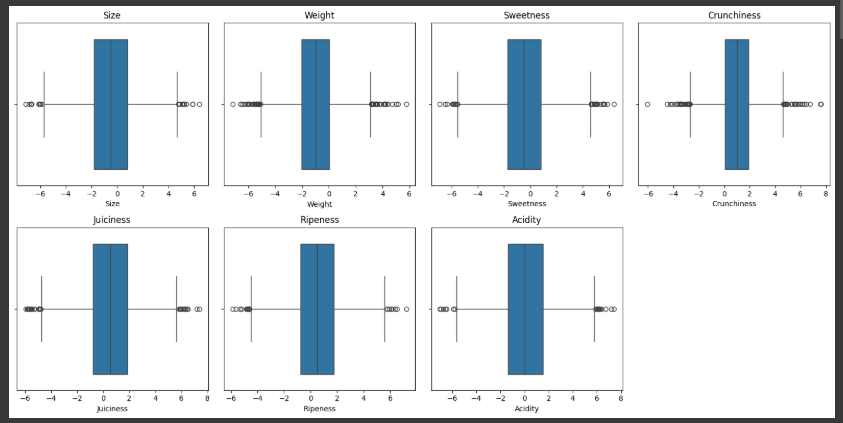 Size Weight Sweetness Crunchiness
−6 −4 −2 0 2 4 6 −6 −4 −2 0 2 4 6 −6 −4 −2 0 2 4 6 −6 −4 −2 0 2 4 6 8
Size Weight Sweetness Crunchiness
Juiciness Ripeness Acidity
−6 −4 −2 0 2 4 6 8 −6 −4 −2 0 2 4 6 −6 −4 −2 0 2 4 6 8
Juiciness Ripeness Acidity